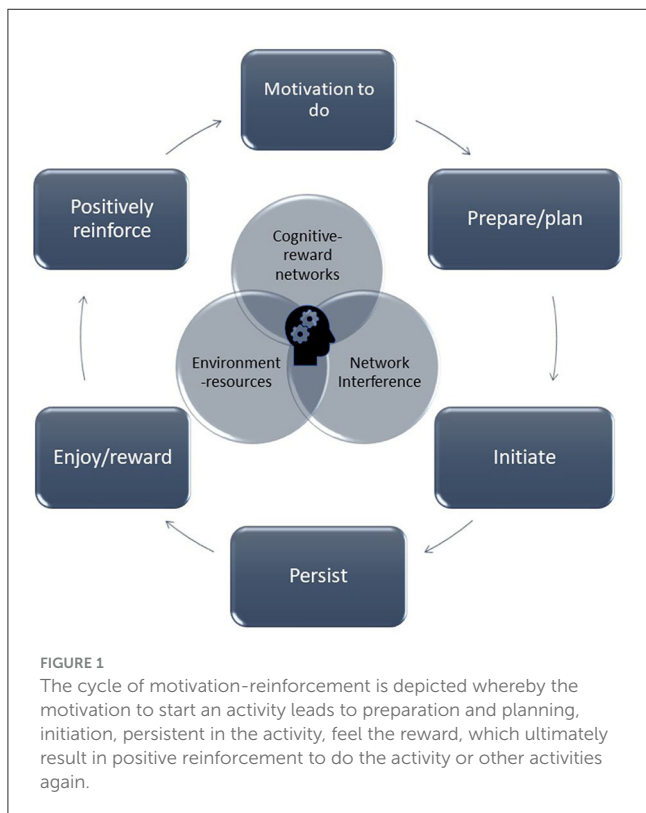 Motivation to
do
Prepare/plan
Initiate
Persist
Enjoy/reward
Positively
reinforce
Cognitive-
reward
networks
Environment
-resources
Network
Interference
FIGURE 1
The cycle of motivation-reinforcement is depicted whereby the
motivation to start an activity leads to preparation and planning,
initiation, persistent in the activity, feel the reward, which ultimately
result in positive reinforcement to do the activity or other activities
again.